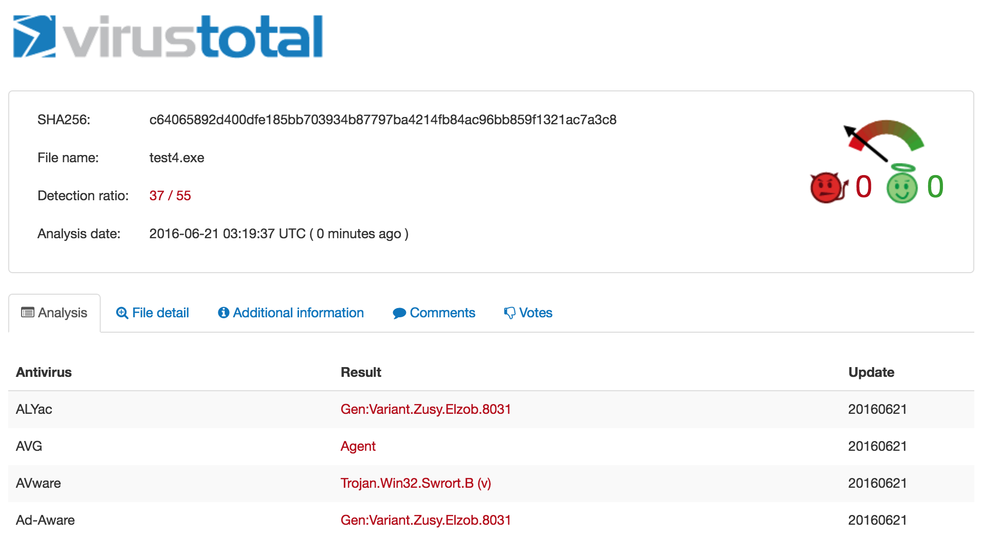 virustotal
SHA256: c64065892d400dfe185bb703934b87797ba4214fb84ac96bb859f1321ac7a3c8
File name: test4.exe
Detection ratio: 37 / 55
Analysis date: 2016-06-21 03:19:37 UTC ( 0 minutes ago )
0 0
Analysis File detail Additional information Comments Votes
Antivirus Result Update
ALYac Gen:Variant.Zusy.Elzob.8031 20160621
AVG Agent 20160621
AVware Trojan.Win32.Swrort.B (v) 20160621
Ad-Aware Gen:Variant.Zusy.Elzob.8031 20160621